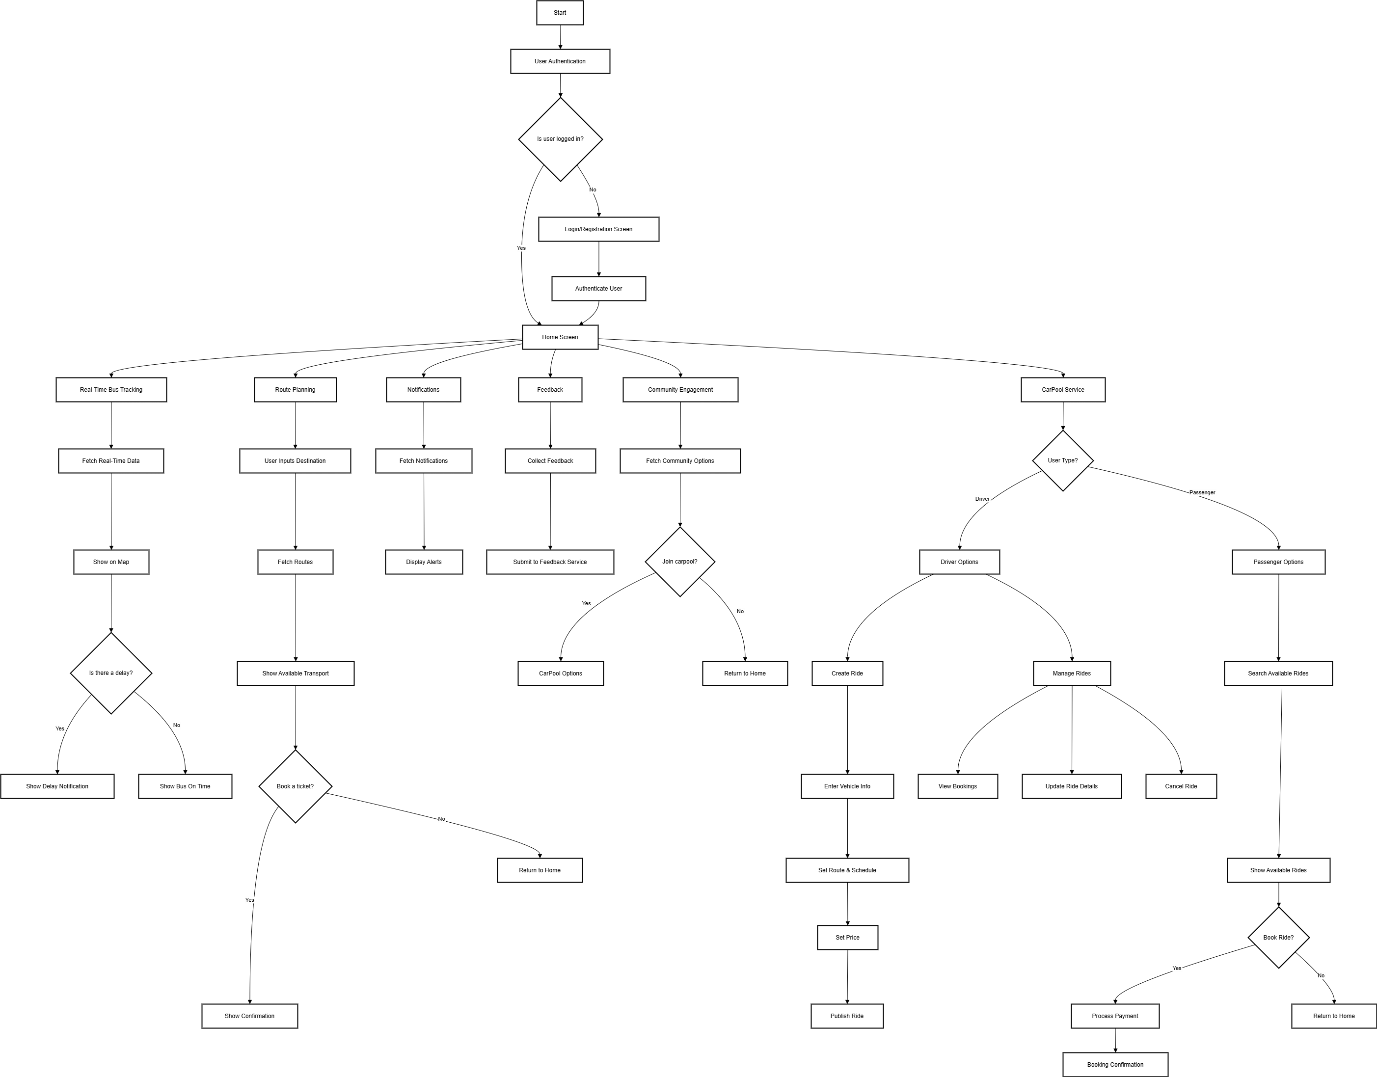 Start
User Authentication
Is user logged in?
No
Login/Registration Screen
Yes
Authenticate User
Home Screen
Real-Time Bus Tracking
Route Planning
Notifications
Feedback
Community Engagement
CarPool Service
Fetch Real-Time Data
User Inputs Destination
Fetch Notifications
Collect Feedback
Fetch Community Options
User Type?
Driver
Passenger
Show on Map
Fetch Routes
Display Alerts
Submit to Feedback Service
Join carpool?
Driver Options
Passenger Options
Yes
No
Is there a delay?
Show Available Transport
CarPool Options
Return to Home
Create Ride
Manage Rides
Search Available Rides
Yes
No
Show Delay Notification
Show Bus On Time
Book a ticket?
Enter Vehicle Info
View Bookings
Update Ride Details
Cancel Ride
No
Return to Home
Set Route & Schedule
Show Available Rides
Yes
Set Price
Book Ride?
Yes
No
Show Confirmation
Publish Ride
Process Payment
Return to Home
Booking Confirmation